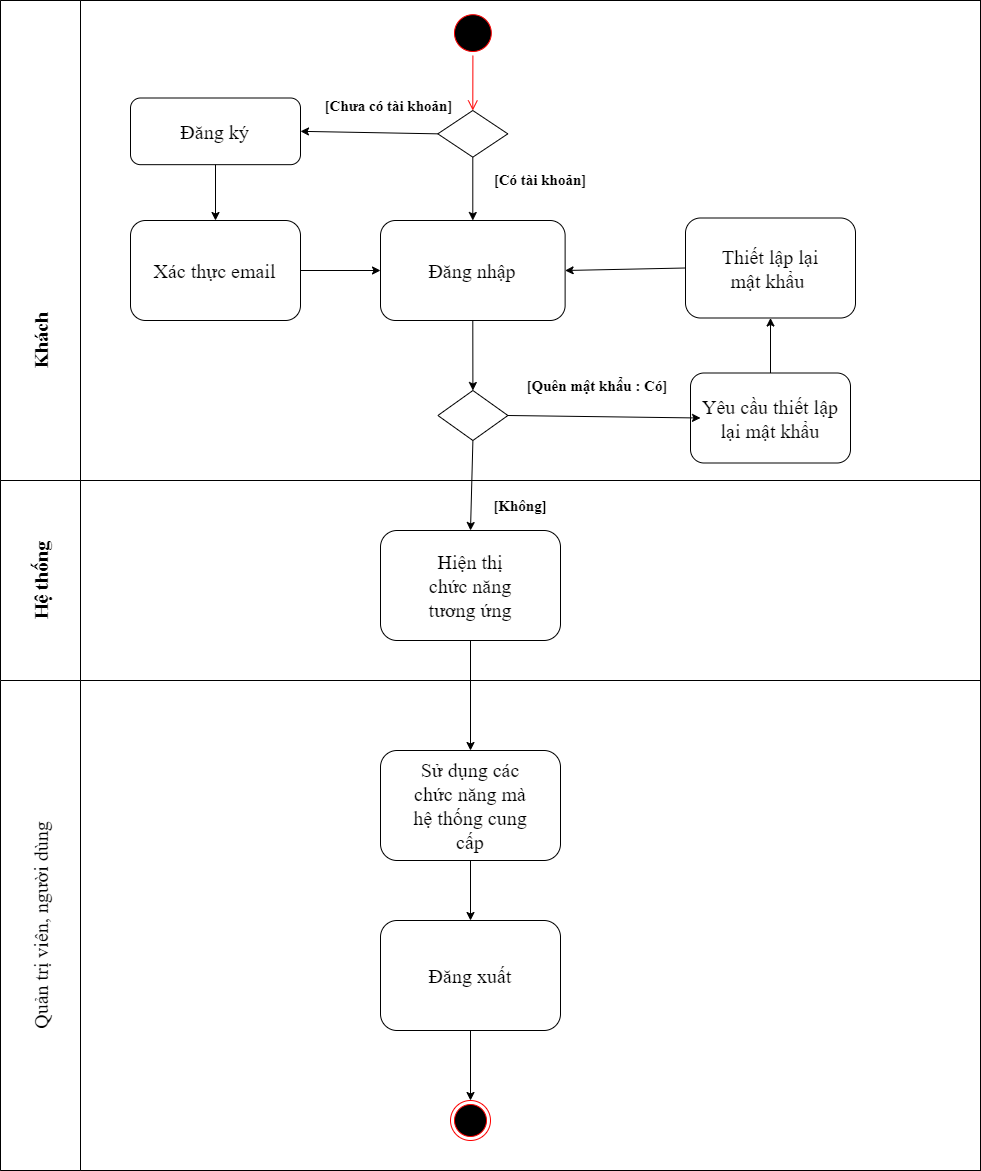 Khách
[Chưa có tài khoản]
Đăng ký
[Có tài khoản]
Xác thực email
Đăng nhập
Thiết lập lại
mật khẩu
[Quên mật khẩu : Có]
Yêu cầu thiết lập
lại mật khẩu
Hệ thống
[Không]
Hiện thị
chức năng
tương ứng
Quản trị viên, người dùng
Sử dụng các
chức năng mà
hệ thống cung
cấp
Đăng xuất